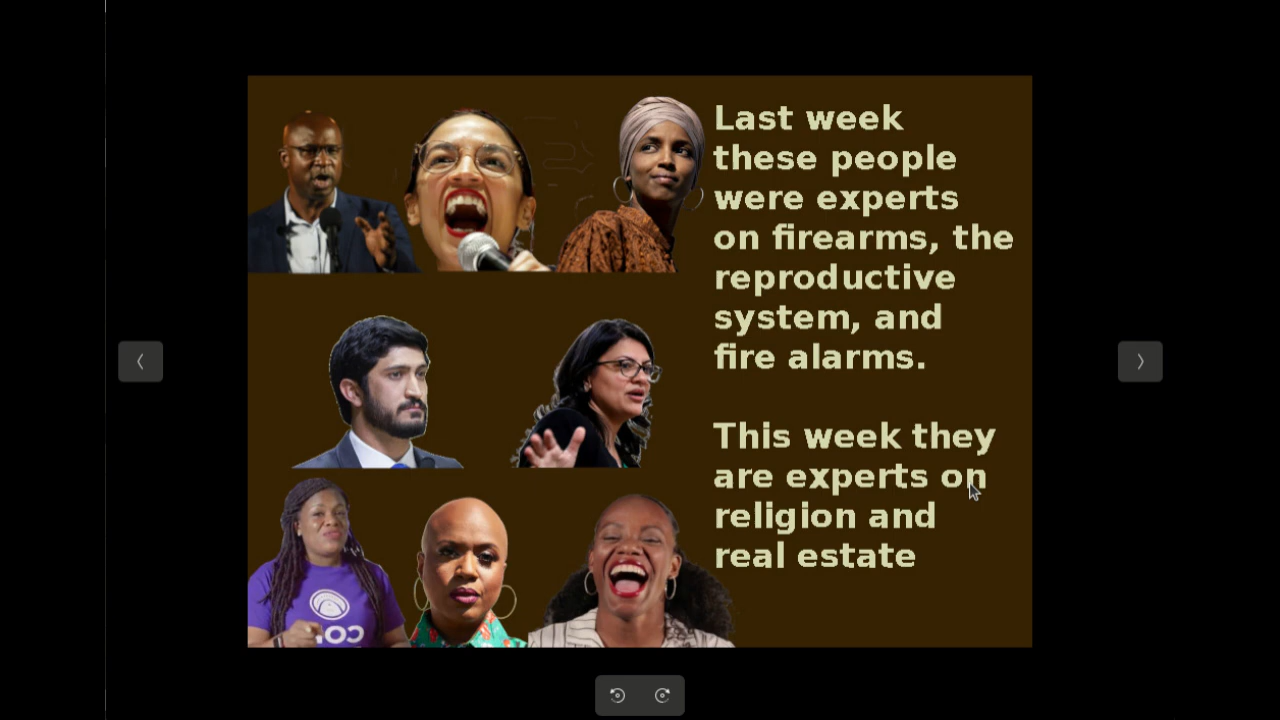 Last week
these people
were experts
on firearms, the
reproductive
system, and
fire alarms.
This week they
are experts on
religion and
real estate